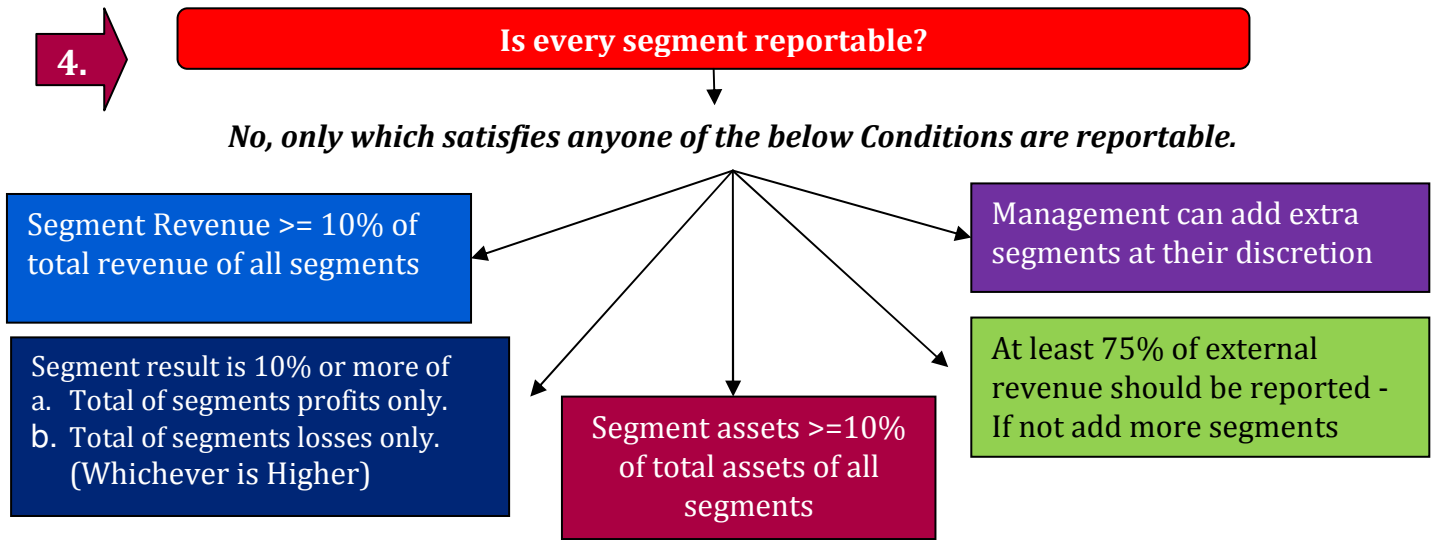 4.
Is every segment reportable?
No, only which satisfies anyone of the below Conditions are reportable.
Segment Revenue >= 10% of
total revenue of all segments
Management can add extra
segments at their discretion
Segment result is 10% or more of
a. Total of segments profits only.
b. Total of segments losses only.
(Whichever is Higher)
Segment assets >=10%
of total assets of all
segments
At least 75% of external
revenue should be reported -
If not add more segments